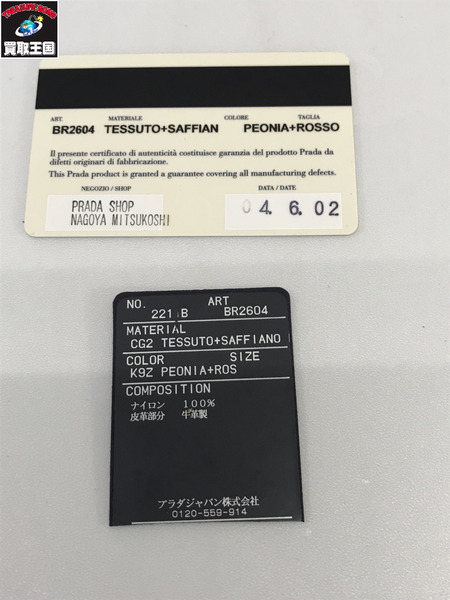 TREASURE KING
買取王国
ART. MATERIALE COLORE TAGLIA
BR2604 TESSUTO+SAFFIAN PEONIA+ROSSO
Il presente certificato di autenticità costituisce garanzia del prodotto Prada da
difetti originari di fabbricazione.
This Prada product is granted a guarantee covering all manufacturing defects.
NEGOZIO / SHOP DATA / DATE
PRADA SHOP
NAGOYA MITSUKOSHI
04.6.02
NO. ART
221 B BR2604
MATERIAL
CG2 TESSUTO+SAFFIANO
COLOR SIZE
K9Z PEONIA+ROS
COMPOSITION
ナイロン 100%
皮革部分 牛革製
プラダジャパン株式会社
0120-559-914